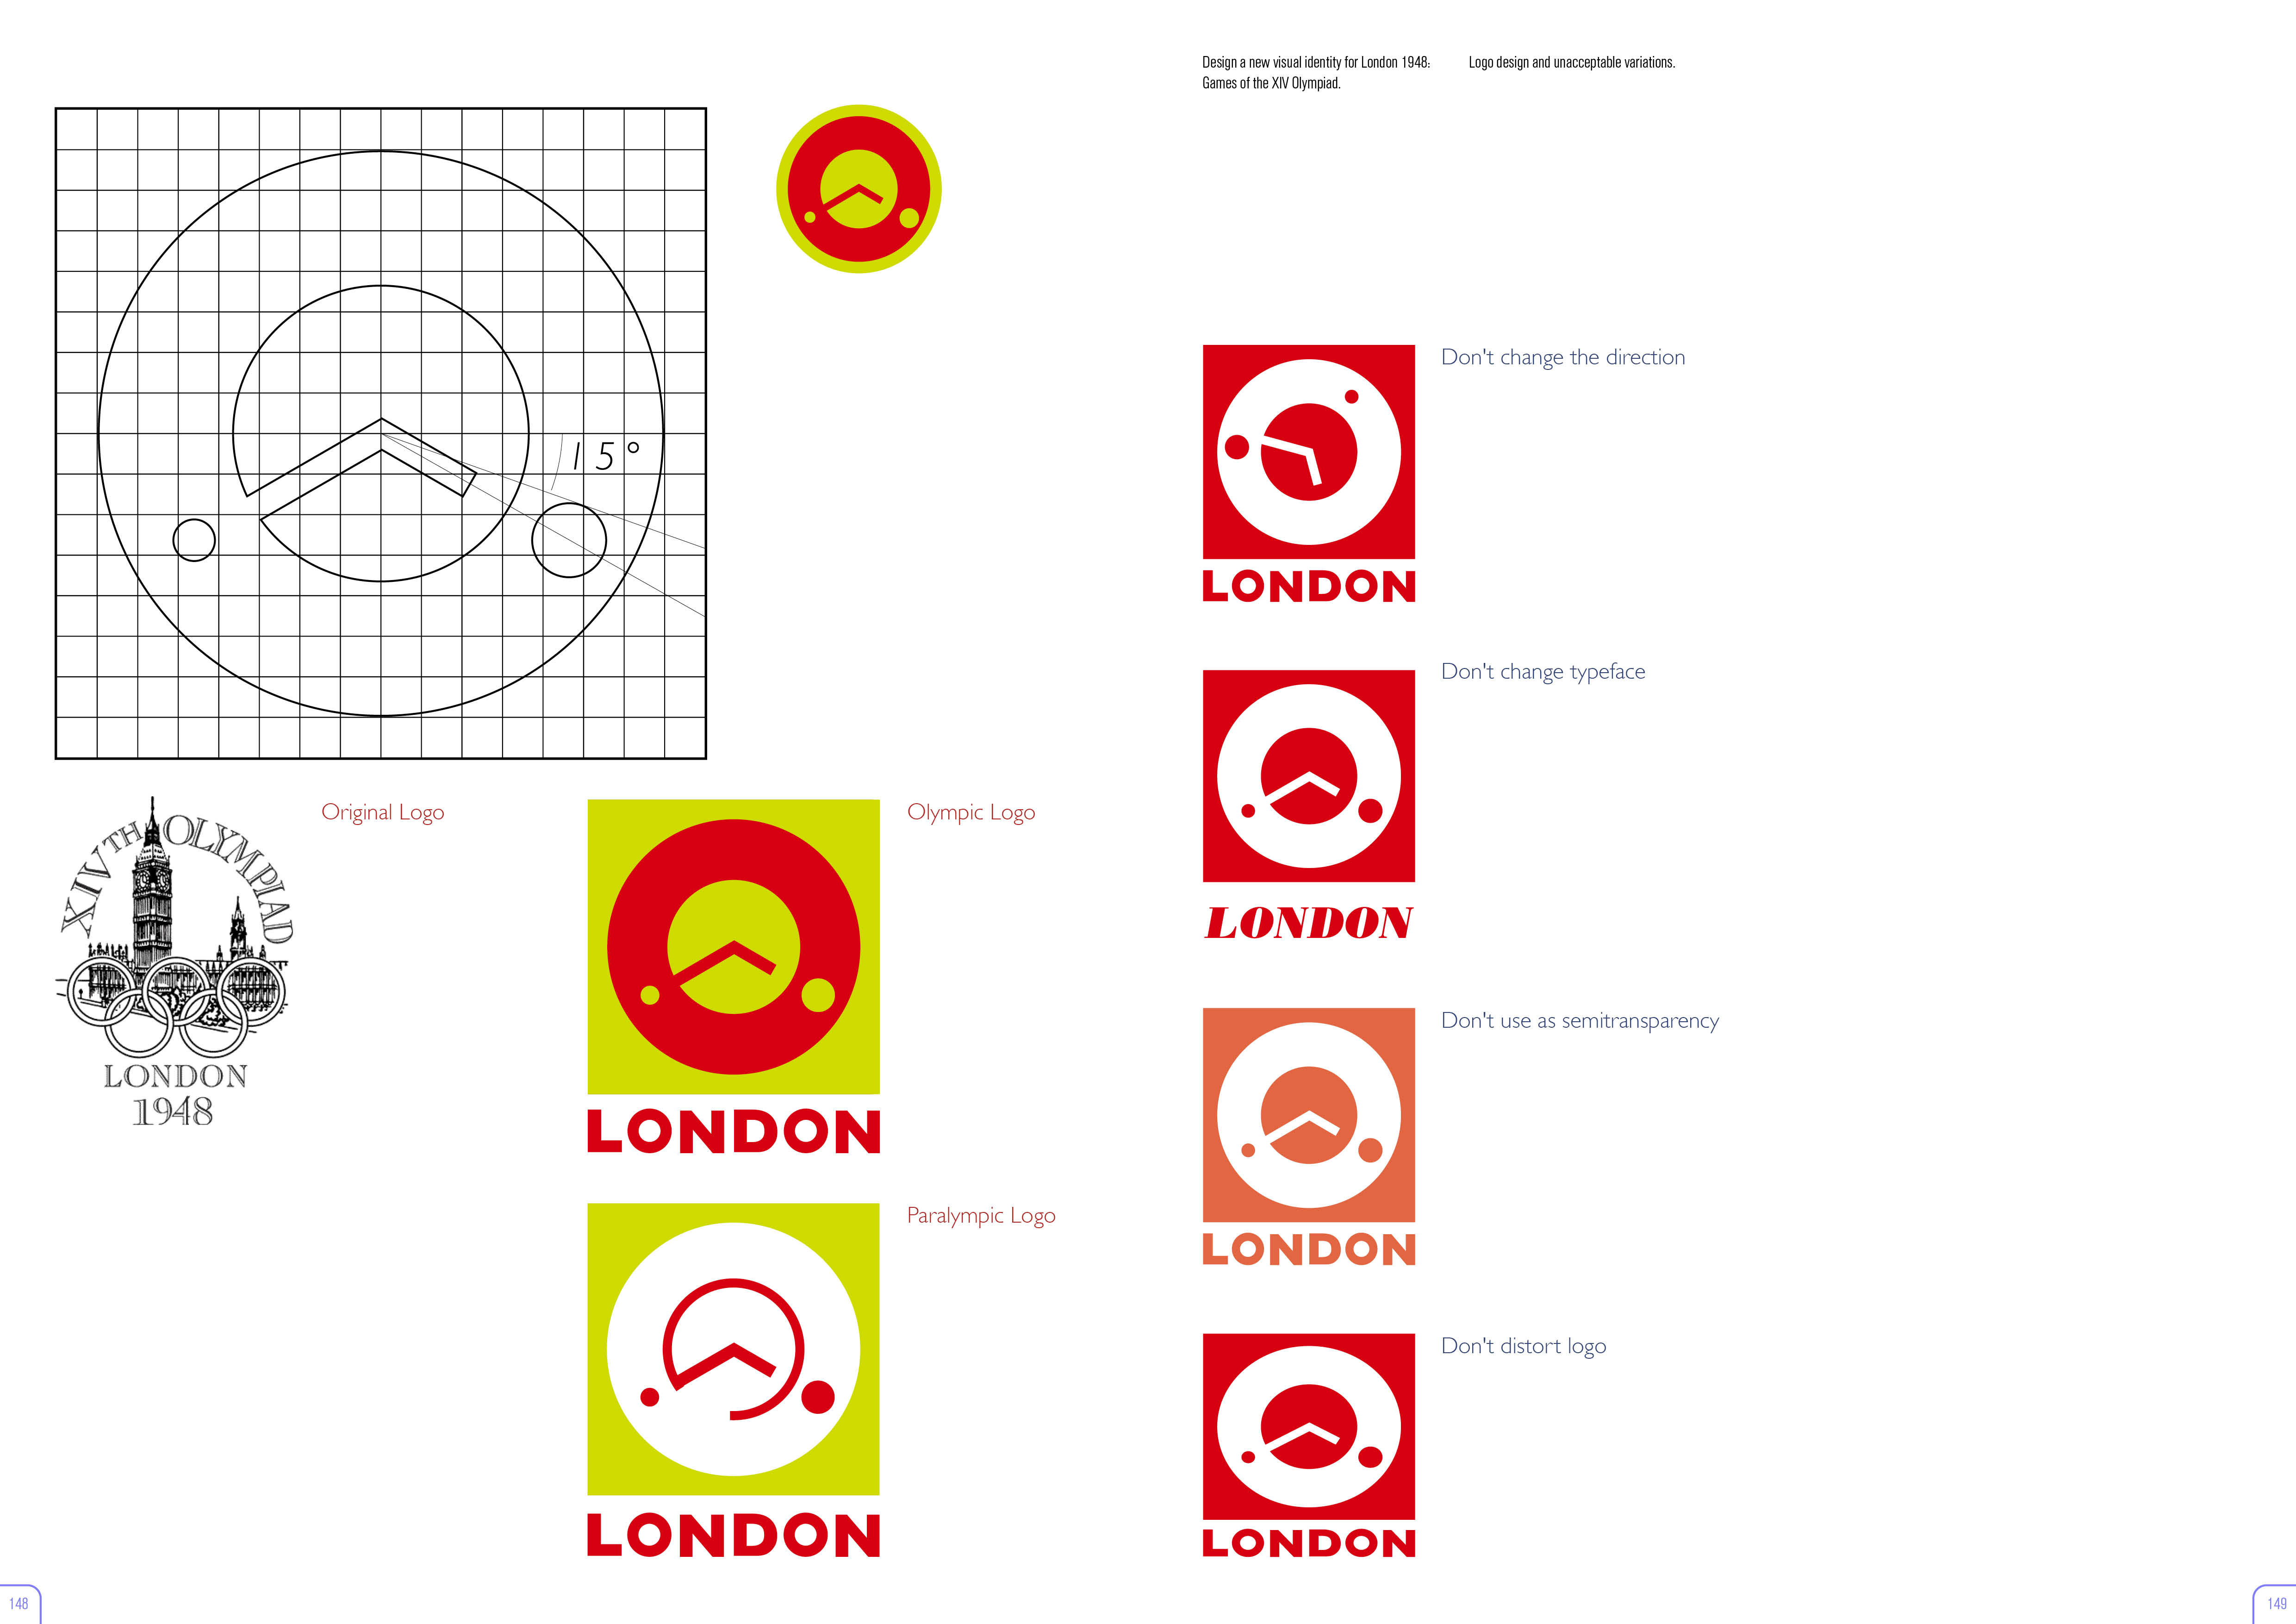 Design a new visual identity for London 1948:
Games of the XIV Olympiad.
Logo design and unacceptable variations.
15°
Original Logo
XIVTH OLYMPIAD
LONDON
1948
Olympic Logo
LONDON
Paralympic Logo
LONDON
Don't change the direction
LONDON
Don't change typeface
LONDON
Don't use as semitransparency
LONDON
Don't distort logo
LONDON
148
149